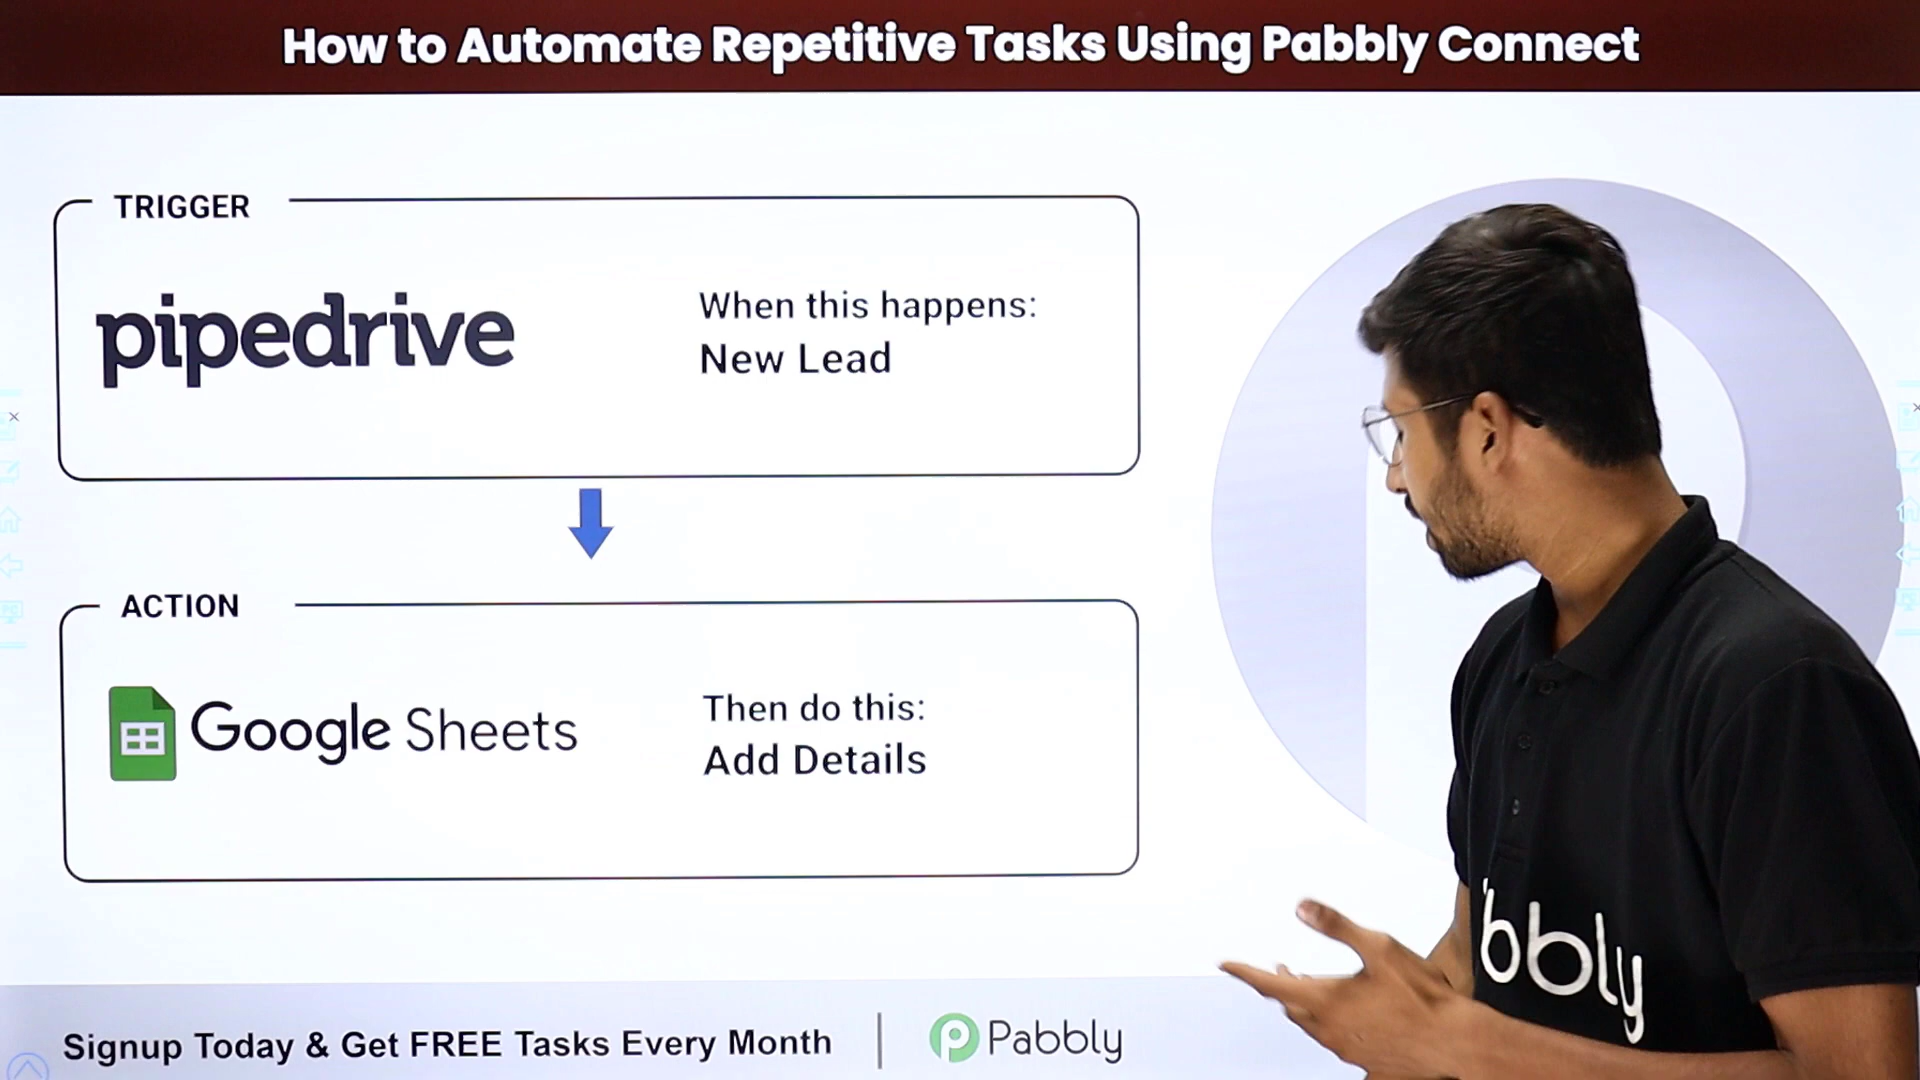 How to Automate Repetitive Tasks Using Pabbly Connect
TRIGGER
pipedrive
When this happens:
New Lead
ACTION
Google Sheets
Then do this:
Add Details
bbly
Signup Today & Get FREE Tasks Every Month
Pabbly